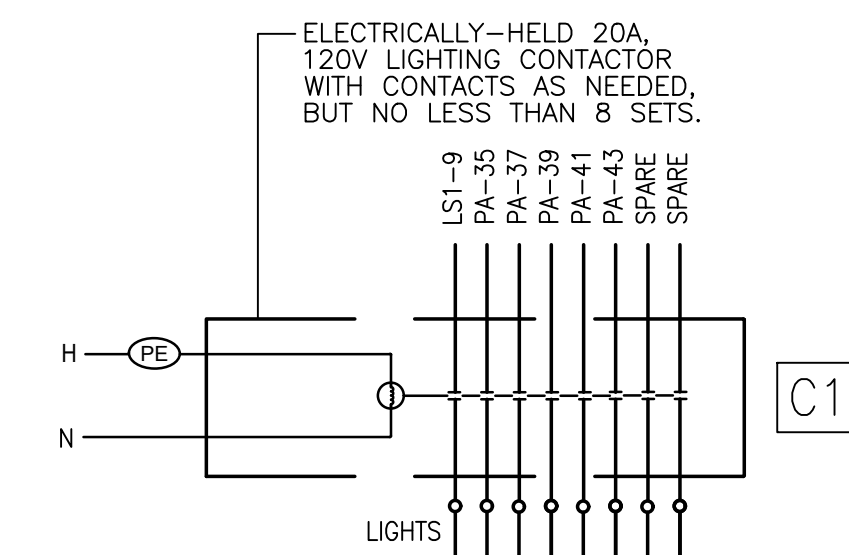 ELECTRICALLY-HELD 20A,
120V LIGHTING CONTACTOR
WITH CONTACTS AS NEEDED,
BUT NO LESS THAN 8 SETS.
LS1-9
PA-35
PA-37
PA-39
PA-41
PA-43
SPARE
SPARE
H
PE
N
C1
LIGHTS